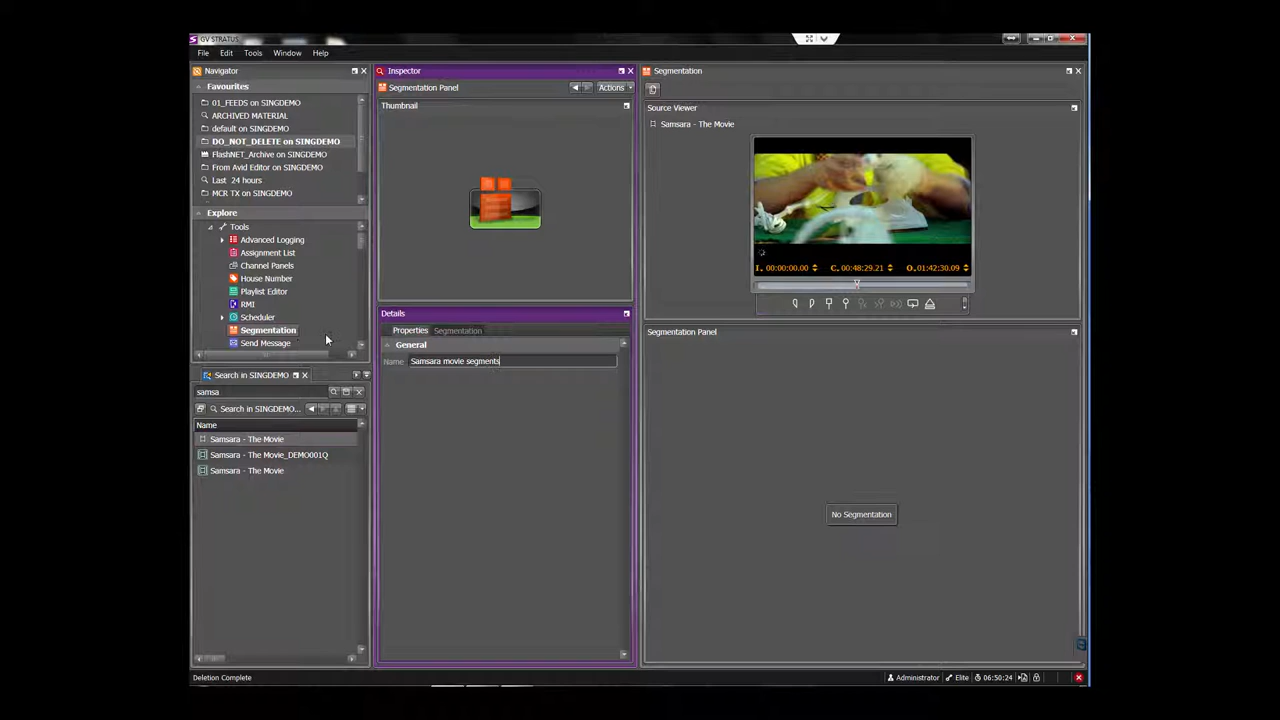 GV STRATUS
File Edit Tools Window Help
Navigator
Favourites
01_FEEDS on SINGDEMO
ARCHIVED MATERIAL
default on SINGDEMO
DO_NOT_DELETE on SINGDEMO
FlashNET_Archive on SINGDEMO
From Avid Editor on SINGDEMO
Last 24 hours
MCR TX on SINGDEMO
Explore
Tools
Advanced Logging
Assignment List
Channel Panels
House Number
Playlist Editor
RMI
Scheduler
Segmentation
Send Message
Search in SINGDEMO
samsa
Search in SINGDEMO...
Name
Samsara - The Movie
Samsara - The Movie_DEMO001Q
Samsara - The Movie
Inspector
Segmentation Panel Actions
Thumbnail
Details
Properties Segmentation
General
Name Samsara movie segments
Segmentation
Source Viewer
Samsara - The Movie
I. 00:00:00.00 C. 00:48:29.21 O. 01:42:30.09
Segmentation Panel
No Segmentation
Deletion Complete
Administrator Elite 06:50:24